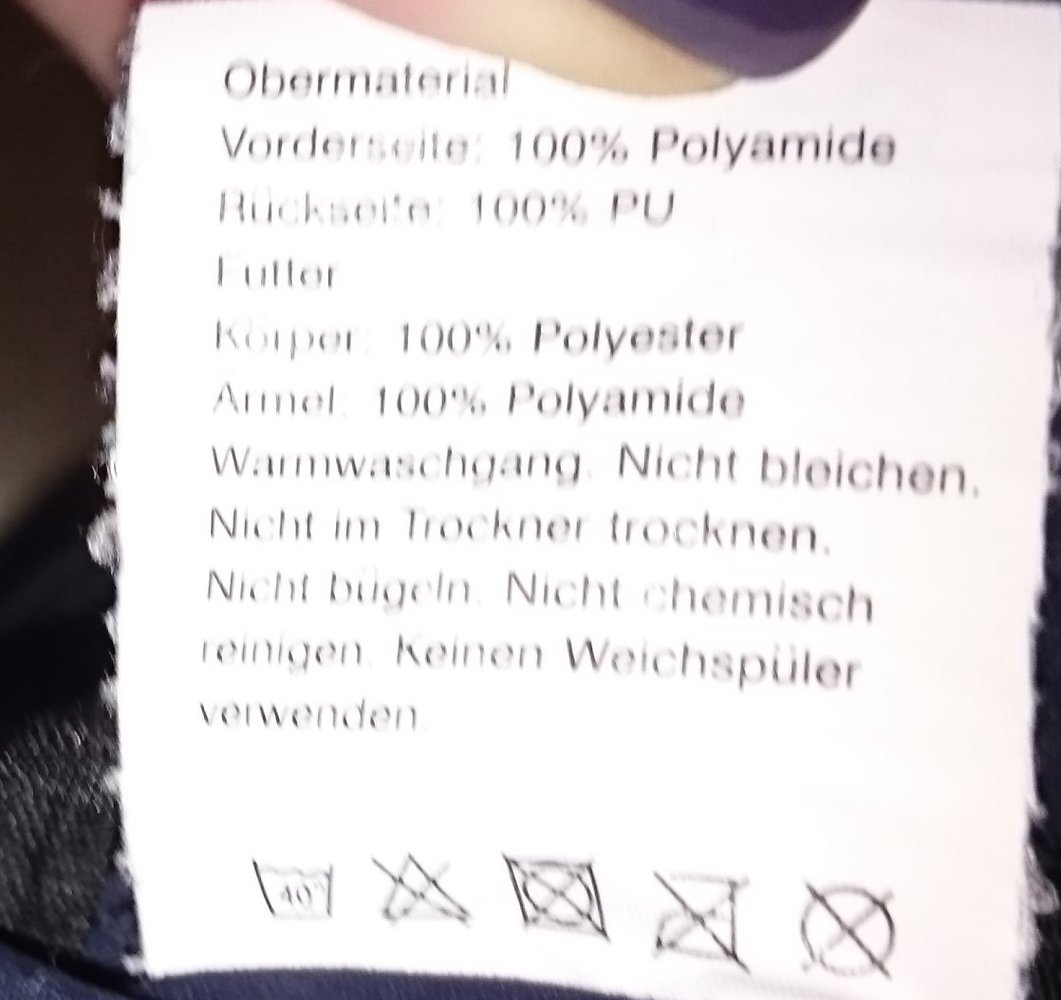 Obermaterial
Vorderseite: 100% Polyamide
Rückseite: 100% PU
Futter
Körper: 100% Polyester
Ärmel: 100% Polyamide
Warmwaschgang. Nicht bleichen.
Nicht im Trockner trocknen.
Nicht bügeln. Nicht chemisch
reinigen. Keinen Weichspüler
verwenden.
40°